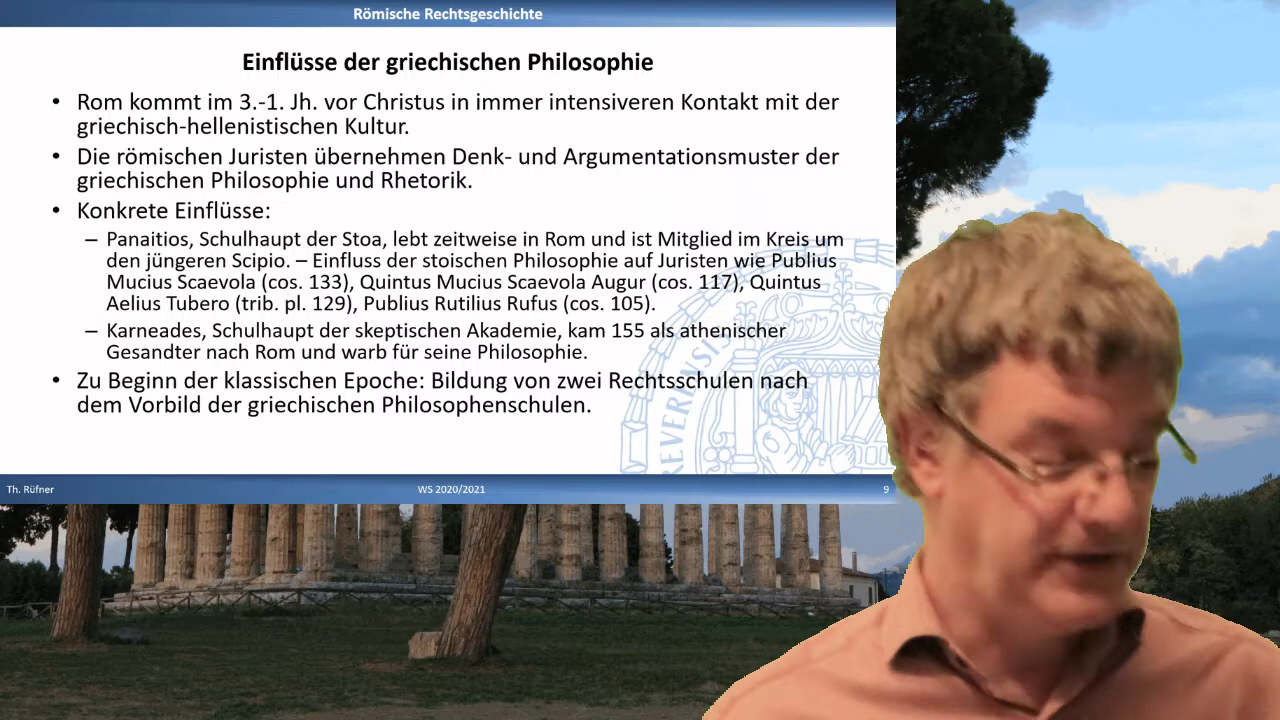 Römische Rechtsgeschichte
Einflüsse der griechischen Philosophie
• Rom kommt im 3.-1. Jh. vor Christus in immer intensiveren Kontakt mit der
griechisch-hellenistischen Kultur.
• Die römischen Juristen übernehmen Denk- und Argumentationsmuster der
griechischen Philosophie und Rhetorik.
• Konkrete Einflüsse:
– Panaitios, Schulhaupt der Stoa, lebt zeitweise in Rom und ist Mitglied im Kreis um
den jüngeren Scipio. – Einfluss der stoischen Philosophie auf Juristen wie Publius
Mucius Scaevola (cos. 133), Quintus Mucius Scaevola Augur (cos. 117), Quintus
Aelius Tubero (trib. pl. 129), Publius Rutilius Rufus (cos. 105).
– Karneades, Schulhaupt der skeptischen Akademie, kam 155 als athenischer
Gesandter nach Rom und warb für seine Philosophie.
• Zu Beginn der klassischen Epoche: Bildung von zwei Rechtsschulen nach
dem Vorbild der griechischen Philosophenschulen.
Th. Rüfner
WS 2020/2021
9